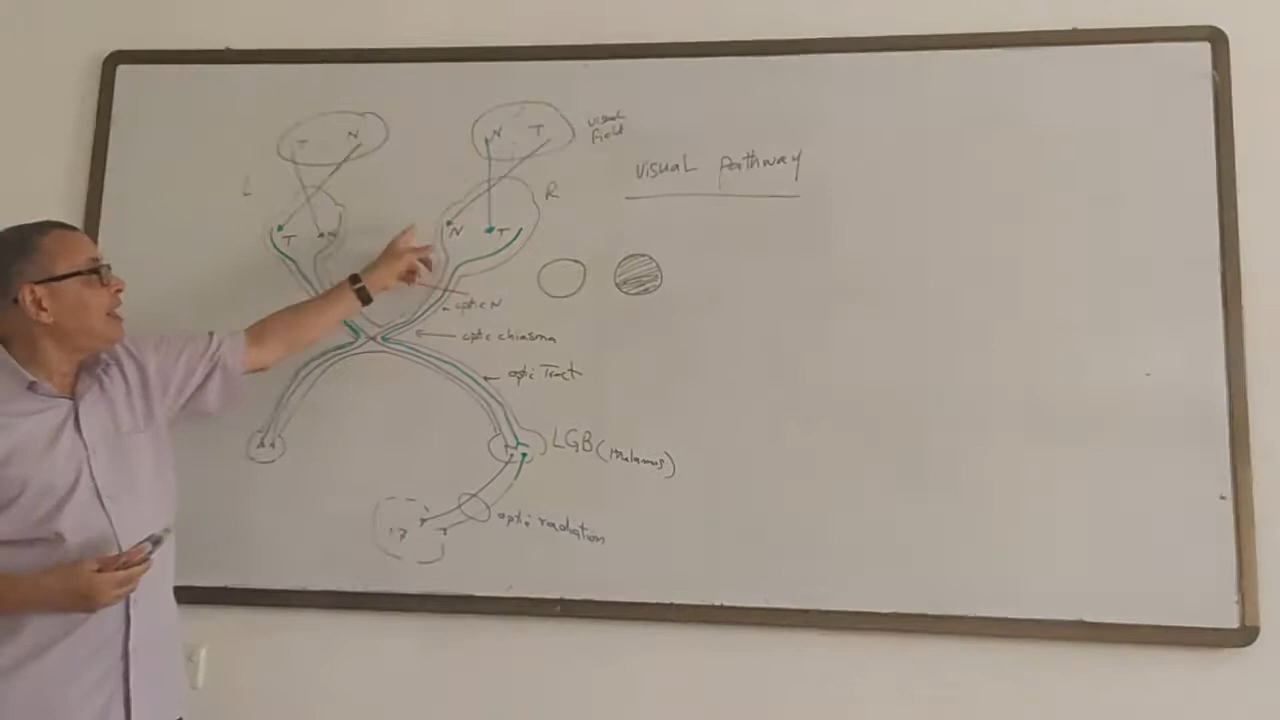 T N
N T
visual
field
visual pathway
L
R
T N
N T
optic N
optic chiasma
optic Tract
LGB (thalamus)
optic radiation
17